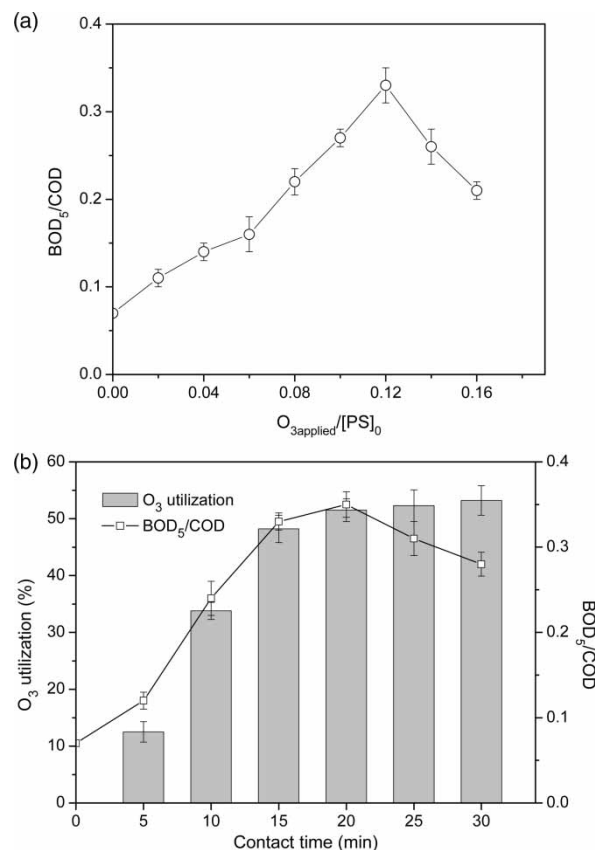 (a)
0.4
0.3
0.2
0.1
0.0
BOD5/COD
0.00 0.04 0.08 0.12 0.16
O3applied/[PS]0
(b)
60
50
40
30
20
10
0
O3 utilization (%)
O3 utilization
BOD5/COD
0.4
0.3
0.2
0.1
0.0
BOD5/COD
0 5 10 15 20 25 30
Contact time (min)